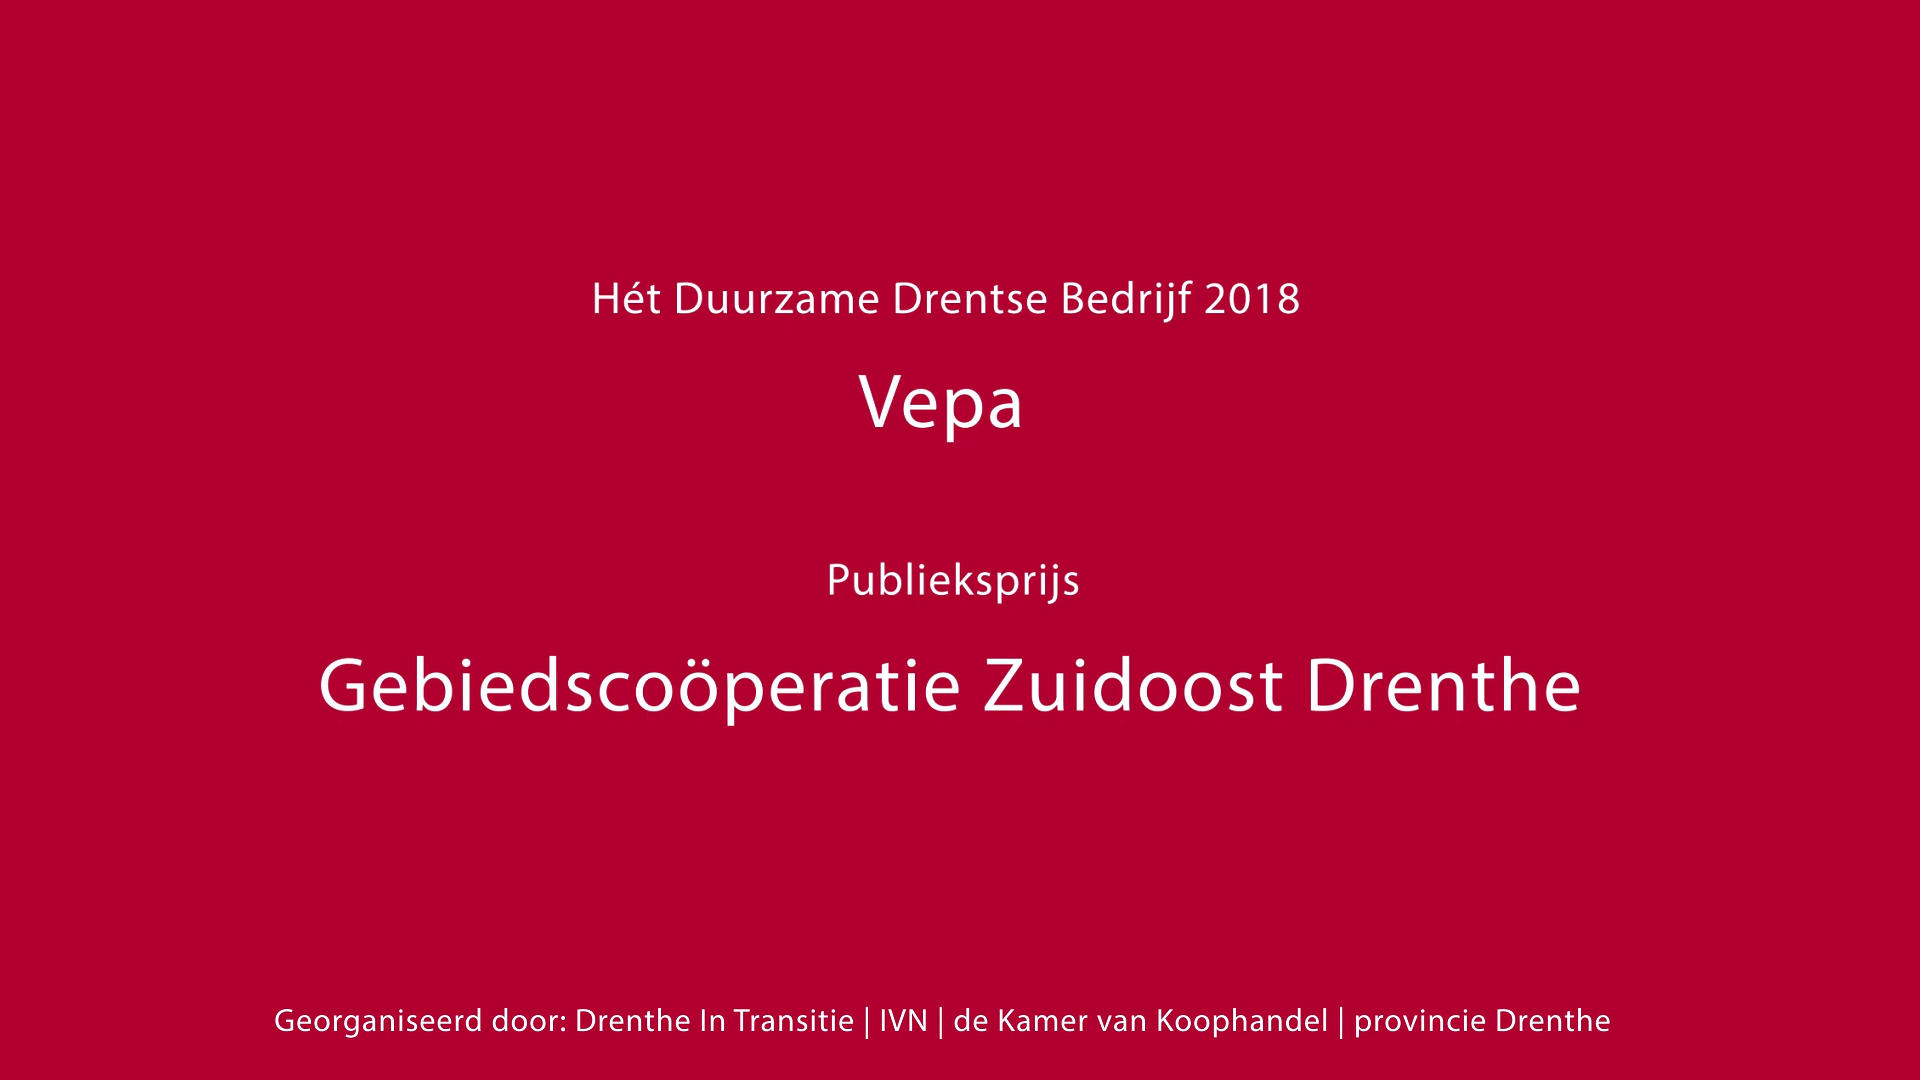 Hét Duurzame Drentse Bedrijf 2018
Vepa
Publieksprijs
Gebiedscoöperatie Zuidoost Drenthe
Georganiseerd door: Drenthe In Transitie | IVN | de Kamer van Koophandel | provincie Drenthe